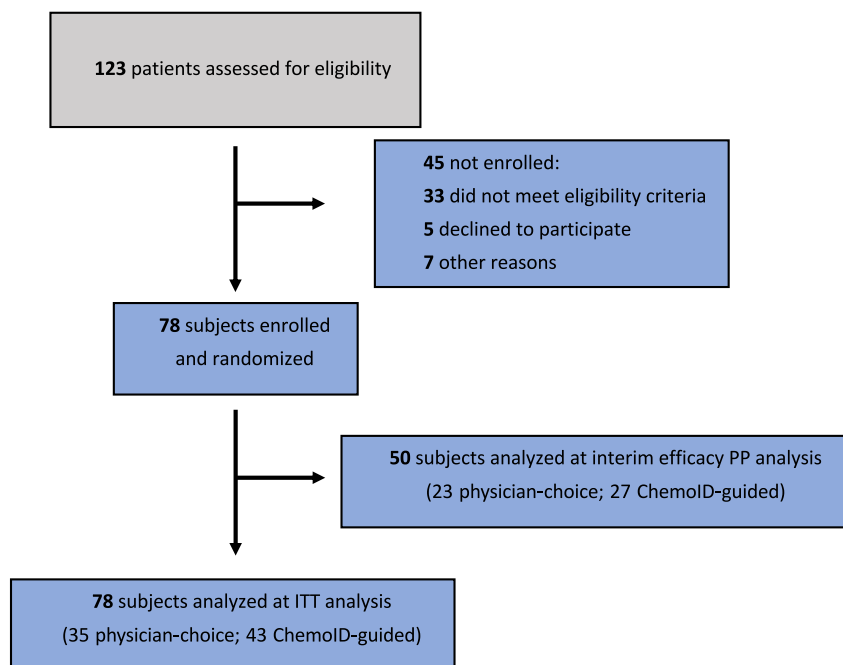 123 patients assessed for eligibility
45 not enrolled:
33 did not meet eligibility criteria
5 declined to participate
7 other reasons
78 subjects enrolled
and randomized
50 subjects analyzed at interim efficacy PP analysis
(23 physician-choice; 27 ChemoID-guided)
78 subjects analyzed at ITT analysis
(35 physician-choice; 43 ChemoID-guided)